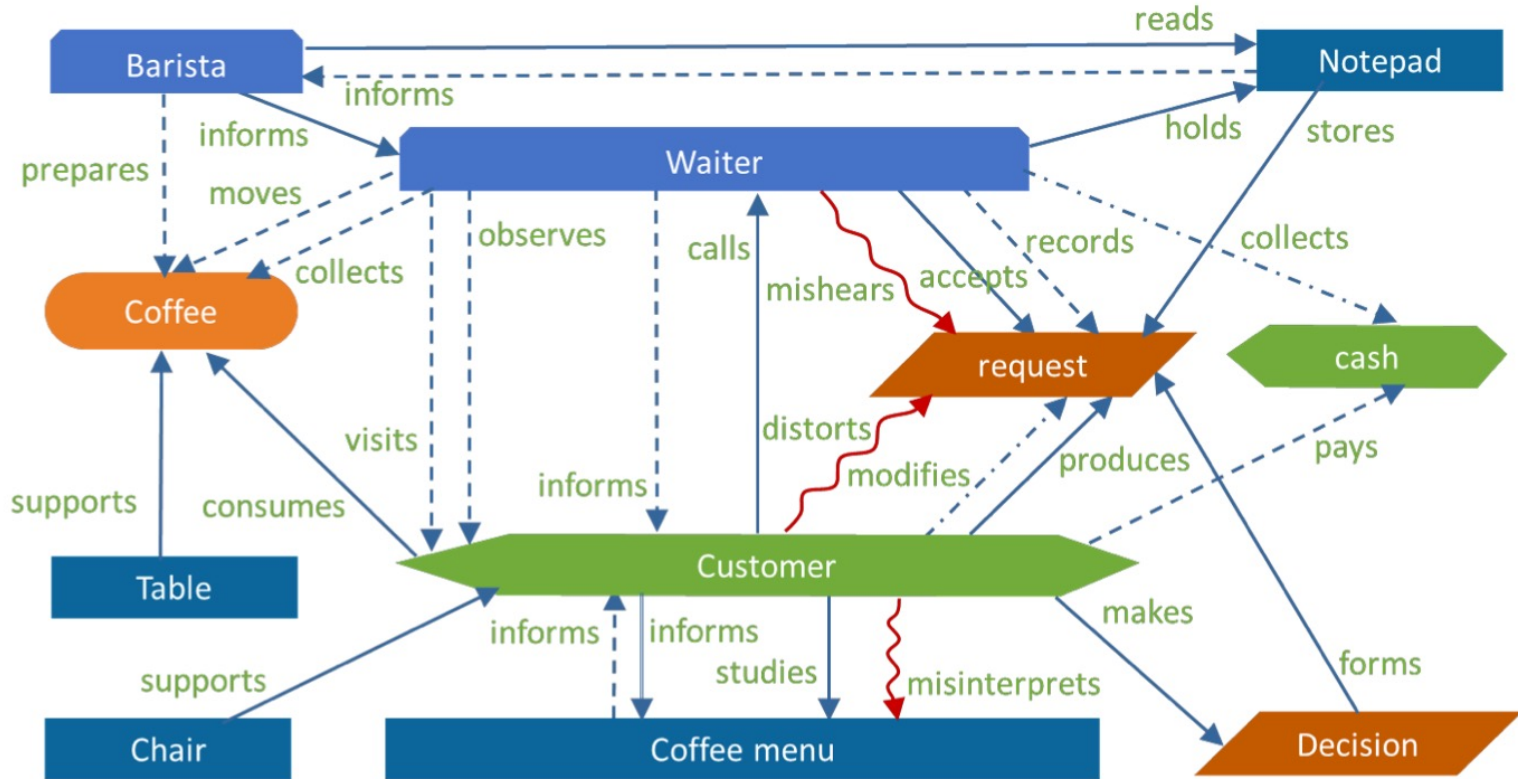 reads
Barista
Notepad
informs
informs
holds
stores
prepares
Waiter
moves
observes
records
collects
calls
collects
mishears
accepts
Coffee
request
cash
distorts
visits
modifies
produces
pays
informs
supports
consumes
Customer
Table
makes
informs
informs
studies
forms
supports
misinterprets
Chair
Coffee menu
Decision